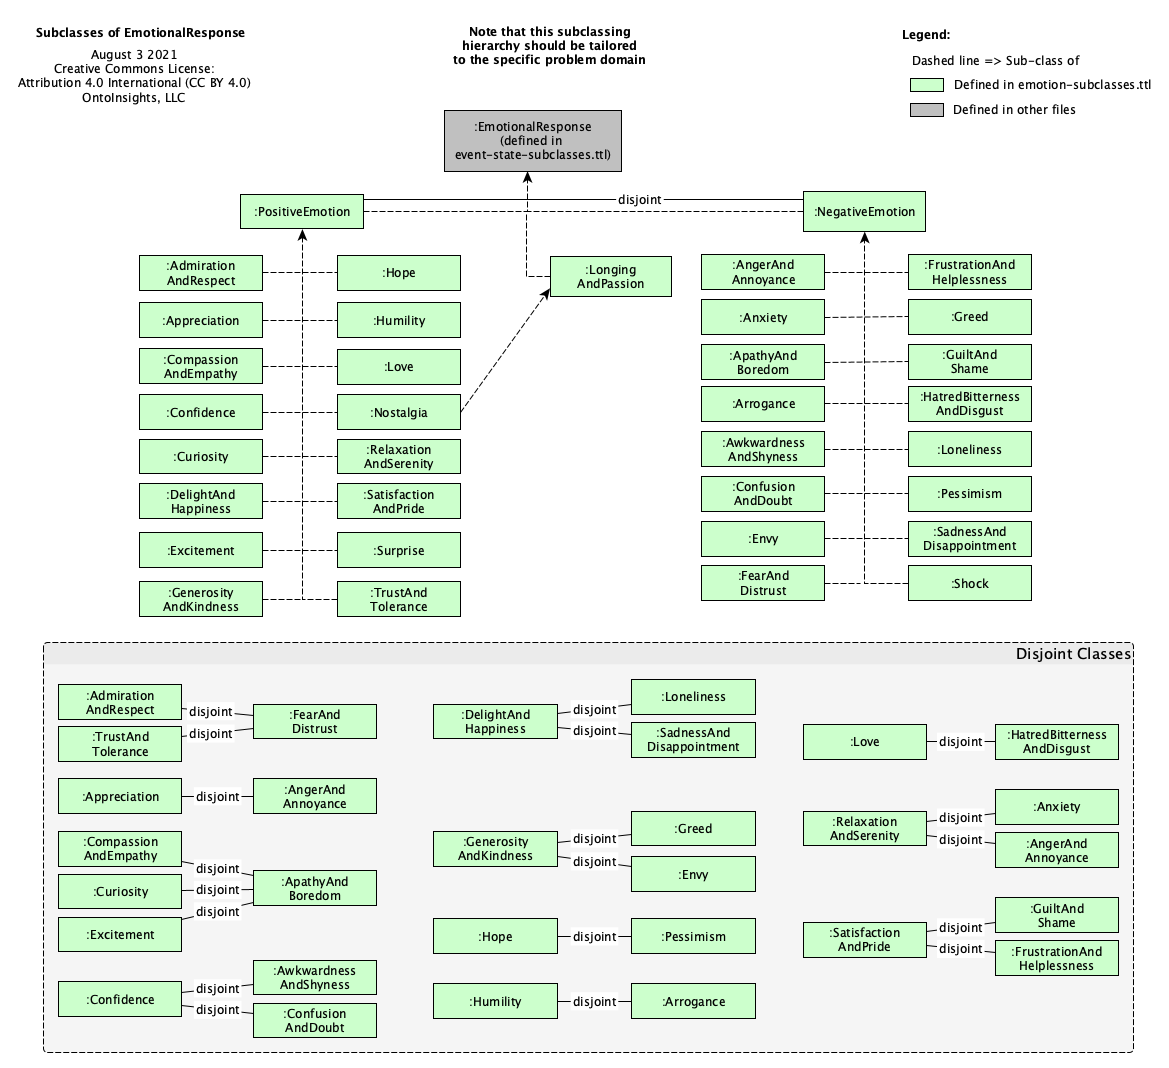 Subclasses of EmotionalResponse
August 3 2021
Creative Commons License:
Attribution 4.0 International (CC BY 4.0)
OntoInsights, LLC
Note that this subclassing
hierarchy should be tailored
to the specific problem domain
Legend:
Dashed line => Sub-class of
Defined in emotion-subclasses.ttl
Defined in other files
:EmotionalResponse
(defined in
event-state-subclasses.ttl)
:PositiveEmotion
disjoint
:NegativeEmotion
:Admiration
AndRespect
:Hope
:Appreciation
:Humility
:Compassion
AndEmpathy
:Love
:Confidence
:Nostalgia
:Curiosity
:Relaxation
AndSerenity
:DelightAnd
Happiness
:Satisfaction
AndPride
:Excitement
:Surprise
:Generosity
AndKindness
:TrustAnd
Tolerance
:Longing
AndPassion
:AngerAnd
Annoyance
:FrustrationAnd
Helplessness
:Anxiety
:Greed
:ApathyAnd
Boredom
:GuiltAnd
Shame
:Arrogance
:HatredBitterness
AndDisgust
:Awkwardness
AndShyness
:Loneliness
:Confusion
AndDoubt
:Pessimism
:Envy
:SadnessAnd
Disappointment
:FearAnd
Distrust
:Shock
Disjoint Classes
:Admiration
AndRespect
disjoint
:FearAnd
Distrust
:TrustAnd
Tolerance
disjoint
:Appreciation
disjoint
:AngerAnd
Annoyance
:Compassion
AndEmpathy
disjoint
:Curiosity
disjoint
:ApathyAnd
Boredom
:Excitement
disjoint
:Confidence
disjoint
:Awkwardness
AndShyness
disjoint
:Confusion
AndDoubt
:DelightAnd
Happiness
disjoint
:Loneliness
disjoint
:SadnessAnd
Disappointment
:Generosity
AndKindness
disjoint
:Greed
disjoint
:Envy
:Hope
disjoint
:Pessimism
:Humility
disjoint
:Arrogance
:Love
disjoint
:HatredBitterness
AndDisgust
:Relaxation
AndSerenity
disjoint
:Anxiety
disjoint
:AngerAnd
Annoyance
:Satisfaction
AndPride
disjoint
:GuiltAnd
Shame
disjoint
:FrustrationAnd
Helplessness